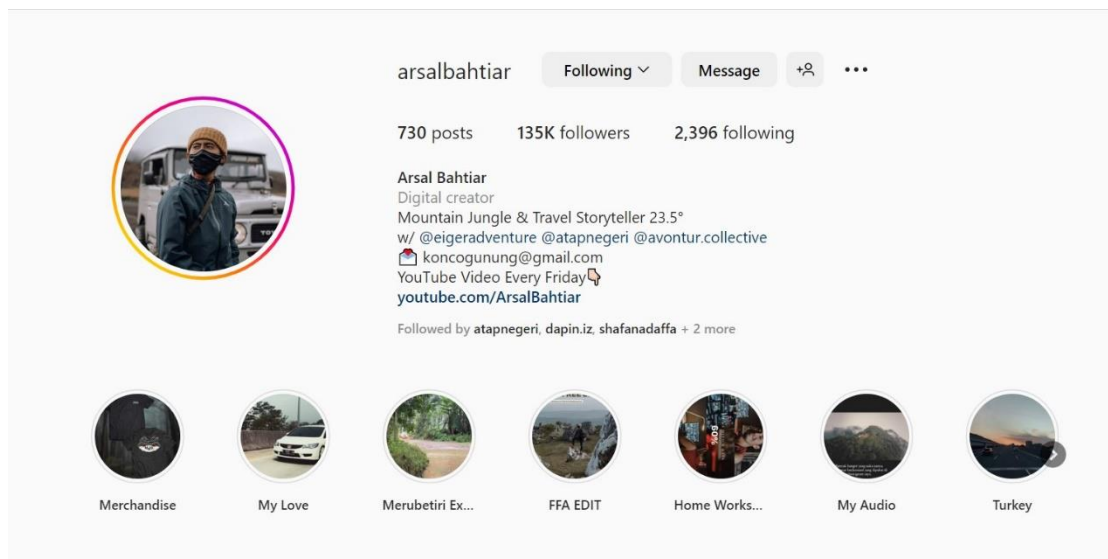 arsalbahtiar Following Message
730 posts 135K followers 2,396 following
Arsal Bahtiar
Digital creator
Mountain Jungle & Travel Storyteller 23.5°
w/ @eigeradventure @atapnegeri @avontur.collective
koncogunung@gmail.com
YouTube Video Every Friday
youtube.com/ArsalBahtiar
Followed by atapnegeri, dapin.iz, shafanadaffa + 2 more
Merchandise My Love Merubetiri Ex... FFA EDIT Home Works... My Audio Turkey